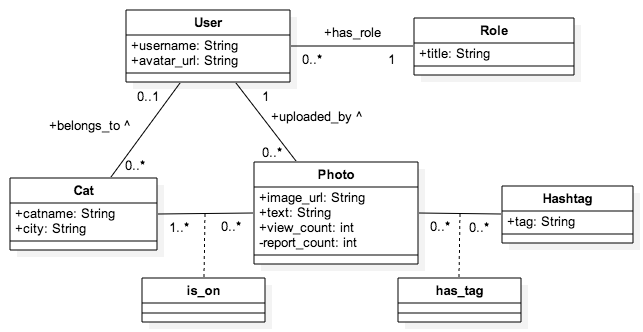 User
+username: String
+avatar_url: String
+has_role
0..*
1
Role
+title: String
0..1
1
+belongs_to ^
+uploaded_by ^
0..*
0..*
Cat
+catname: String
+city: String
1..*
0..*
Photo
+image_url: String
+text: String
+view_count: int
-report_count: int
0..*
0..*
Hashtag
+tag: String
is_on
has_tag